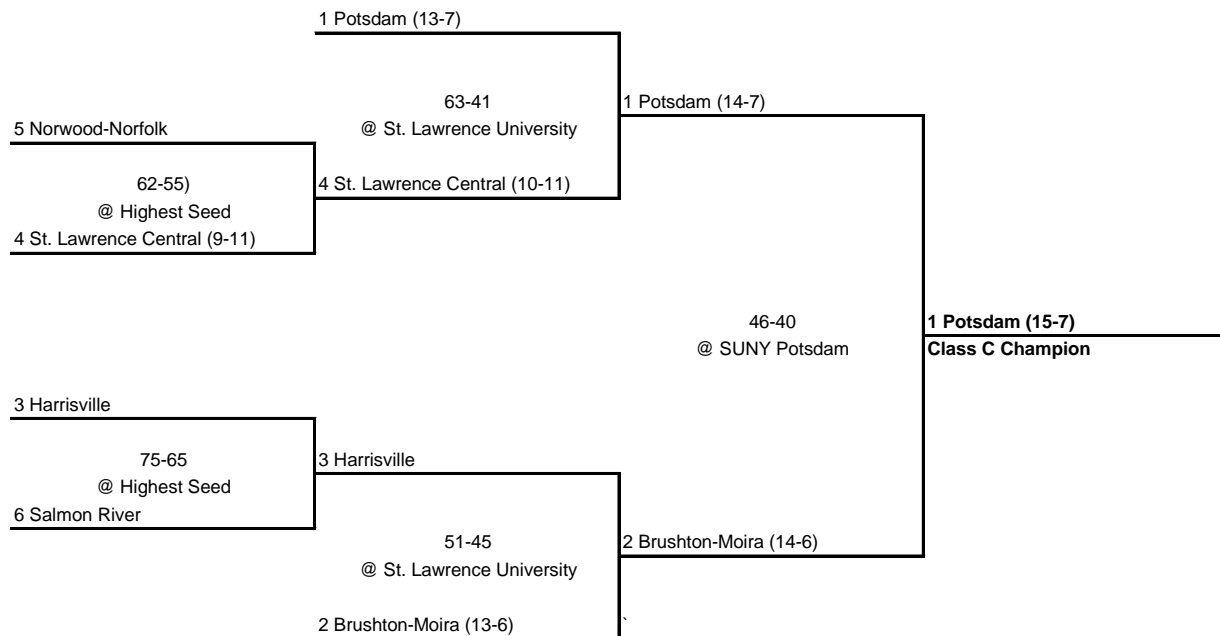 1 Potsdam (13-7)
63-41
@ St. Lawrence University
1 Potsdam (14-7)
5 Norwood-Norfolk
62-55)
@ Highest Seed
4 St. Lawrence Central (10-11)
4 St. Lawrence Central (9-11)
46-40
@ SUNY Potsdam
1 Potsdam (15-7)
Class C Champion
3 Harrisville
75-65
@ Highest Seed
3 Harrisville
6 Salmon River
51-45
@ St. Lawrence University
2 Brushton-Moira (14-6)
2 Brushton-Moira (13-6)
`